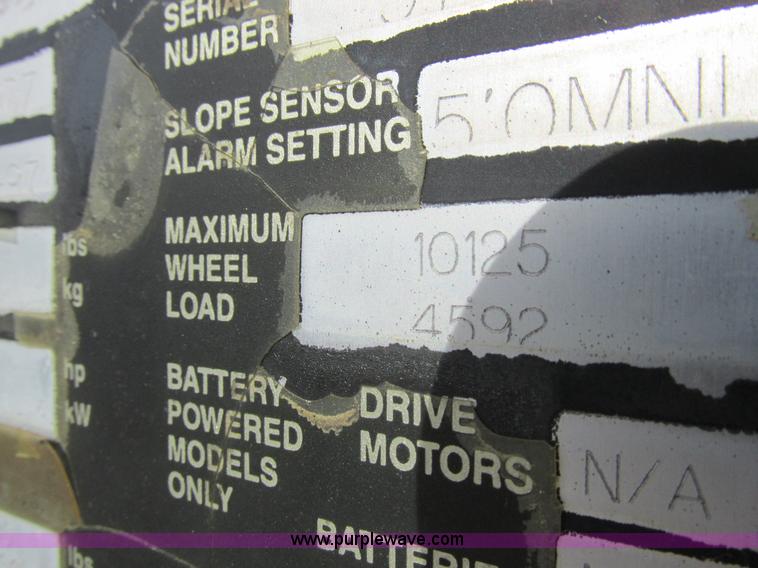 SERIAL
NUMBER
SLOPE SENSOR
ALARM SETTING
5'OMNI
MAXIMUM
WHEEL
LOAD
10125
4592
lbs
kg
hp
kW
BATTERY
POWERED
MODELS
ONLY
DRIVE
MOTORS
N/A
lbs
www.purplewave.com